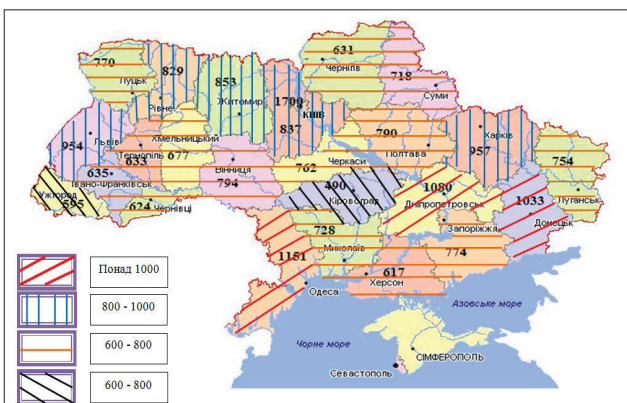 631
770
829
Чернігів
718
Луцьк
853
Рівне
Житомир
1700
Суми
КИЇВ
837
954
Львів
Хмельницький
633
Тернопіль
677
790
Полтава
Харків
957
635
Івано-Франківськ
Вінниця
794
762
Черкаси
754
Луганськ
Ужгород
595
624
Чернівці
490
Кіровоград
1080
Дніпропетровськ
1033
Донецьк
728
Миколаїв
Запоріжжя
774
1151
617
Херсон
Одеса
Азовське море
Чорне море
СІМФЕРОПОЛЬ
Севастополь
Понад 1000
800 - 1000
600 - 800
600 - 800